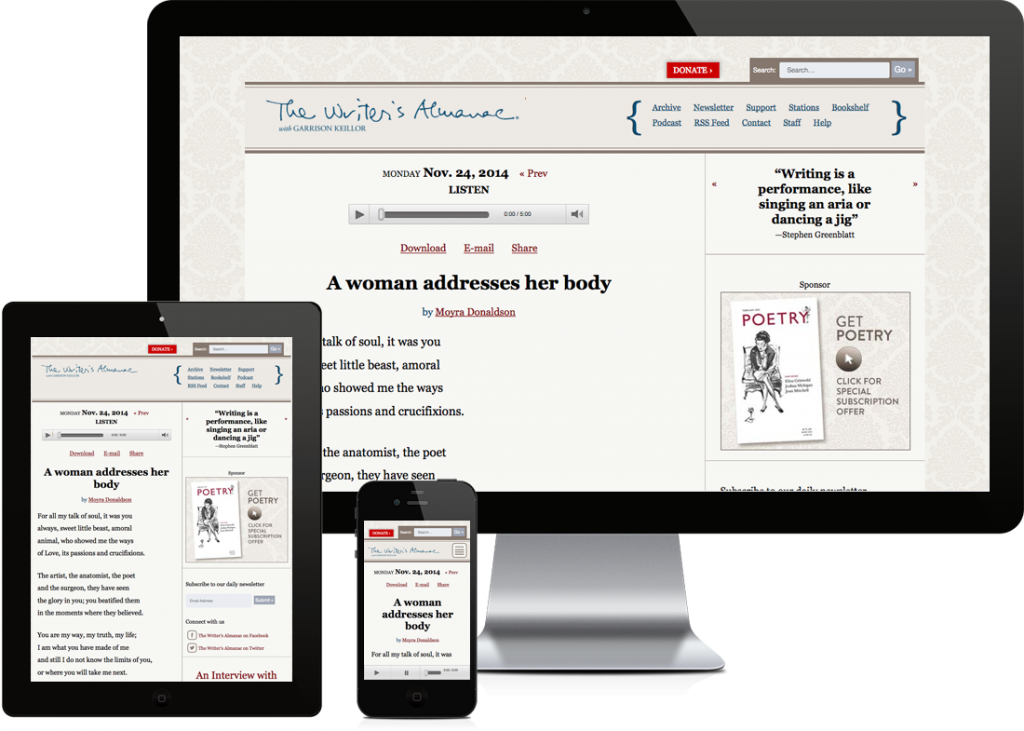 DONATE ›
Search:
Search...
Go »
The Writer's Almanac.
with GARRISON KEILLOR
{ Archive Newsletter Support Stations Bookshelf }
Podcast RSS Feed Contact Staff Help
MONDAY Nov. 24, 2014 « Prev
LISTEN
0:00 / 5:00
Download E-mail Share
A woman addresses her body
by Moyra Donaldson
talk of soul, it was you
eet little beast, amoral
o showed me the ways
passions and crucifixions.
the anatomist, the poet
rgeon, they have seen
«
“Writing is a
performance, like
singing an aria or
dancing a jig”
—Stephen Greenblatt
»
Sponsor
POETRY
GET
POETRY
CLICK FOR
SPECIAL
SUBSCRIPTION
OFFER
Subscribe to our daily newsletter
DONATE ›
Search:
Search...
Go »
The Writer's Almanac
with GARRISON KEILLOR
{ Archive Newsletter Support }
Stations Bookshelf Podcast
RSS Feed Contact Staff Help
MONDAY Nov. 24, 2014 « Prev
LISTEN
Download E-mail Share
A woman addresses her
body
by Moyra Donaldson
For all my talk of soul, it was you
always, sweet little beast, amoral
animal, who showed me the ways
of Love, its passions and crucifixions.
The artist, the anatomist, the poet
and the surgeon, they have seen
the glory in you; you beatified them
in the moments where they believed.
You are my way, my truth, my life;
I am what you have made of me
and still I do not know the limits of you,
or where you will take me next.
“Writing is a
performance, like
singing an aria or
dancing a jig”
—Stephen Greenblatt
Sponsor
POETRY
GET
POETRY
CLICK FOR
SPECIAL
SUBSCRIPTION
OFFER
Subscribe to our daily newsletter
Email Address
Submit »
Connect with us
The Writer's Almanac on Facebook
The Writer's Almanac on Twitter
An Interview with
DONATE ›
Search:
Search...
Go »
The Writer's Almanac
MONDAY Nov. 24, 2014 « Prev
Download E-mail Share
A woman
addresses her
body
by Moyra Donaldson
For all my talk of soul, it was